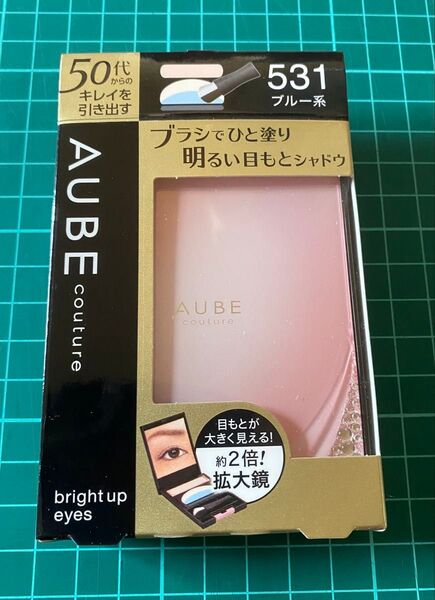 50代
からの
キレイを
引き出す
531
ブルー系
ブラシでひと塗り
明るい目もとシャドウ
AUBE
couture
AUBE
couture
目もとが
大きく見える!
約2倍!
拡大鏡
bright up
eyes